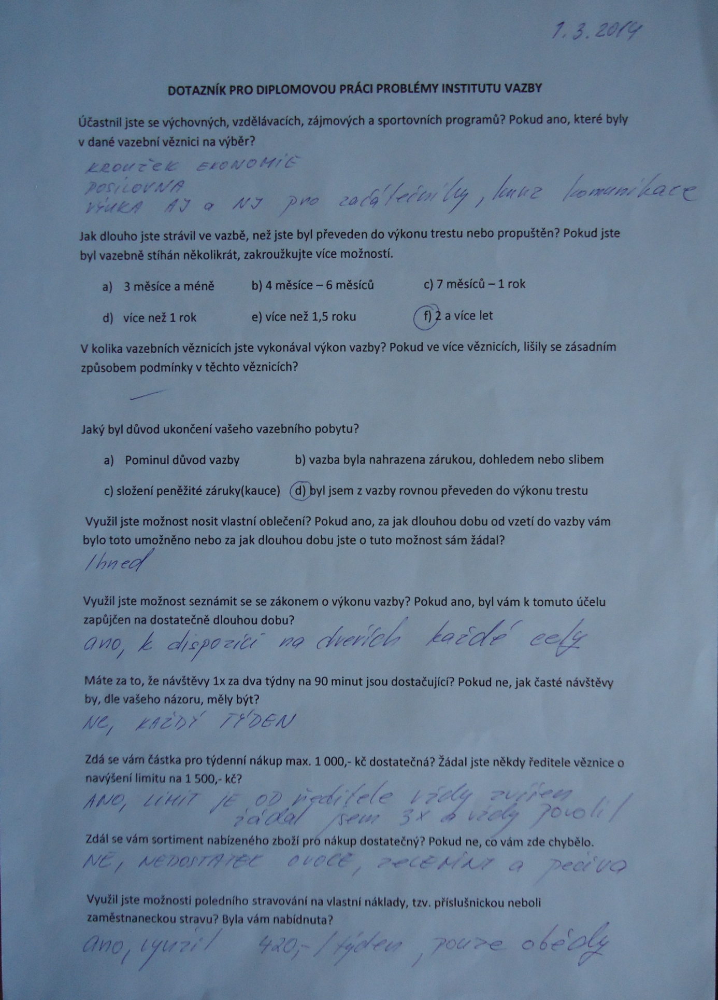 1.3.2014
DOTAZNÍK PRO DIPLOMOVOU PRÁCI PROBLÉMY INSTITUTU VAZBY
Účastnil jste se výchovných, vzdělávacích, zájmových a sportovních programů? Pokud ano, které byly
v dané vazební věznici na výběr?
KROUŽEK EKONOMIE
POSILOVNA
VÝUKA AJ a NJ pro začátečníky, kurz komunikace
Jak dlouho jste strávil ve vazbě, než jste byl převeden do výkonu trestu nebo propuštěn? Pokud jste
byl vazebně stíhán několikrát, zakroužkujte více možností.
a) 3 měsíce a méně b) 4 měsíce – 6 měsíců c) 7 měsíců – 1 rok
d) více než 1 rok e) více než 1,5 roku f) 2 a více let
V kolika vazebních věznicích jste vykonával výkon vazby? Pokud ve více věznicích, lišily se zásadním
způsobem podmínky v těchto věznicích?
—
Jaký byl důvod ukončení vašeho vazebního pobytu?
a) Pominul důvod vazby b) vazba byla nahrazena zárukou, dohledem nebo slibem
c) složení peněžité záruky(kauce) d) byl jsem z vazby rovnou převeden do výkonu trestu
Využil jste možnost nosit vlastní oblečení? Pokud ano, za jak dlouhou dobu od vzetí do vazby vám
bylo toto umožněno nebo za jak dlouhou dobu jste o tuto možnost sám žádal?
Ihned
Využil jste možnost seznámit se se zákonem o výkonu vazby? Pokud ano, byl vám k tomuto účelu
zapůjčen na dostatečně dlouhou dobu?
ano, k dispozici na dveřích každé cely
Máte za to, že návštěvy 1x za dva týdny na 90 minut jsou dostačující? Pokud ne, jak časté návštěvy
by, dle vašeho názoru, měly být?
Ne, KAŽDÝ TÝDEN
Zdá se vám částka pro týdenní nákup max. 1 000,- kč dostatečná? Žádal jste někdy ředitele věznice o
navýšení limitu na 1 500,- kč?
ANO, LIMIT JE OD ředitele vždy zvýšen
žádal jsem 3x a vždy povolil
Zdál se vám sortiment nabízeného zboží pro nákup dostatečný? Pokud ne, co vám zde chybělo.
NE, NEDOSTATEK OVOCE, ZELENINY a pečiva
Využil jste možnosti poledního stravování na vlastní náklady, tzv. příslušnickou neboli
zaměstnaneckou stravu? Byla vám nabídnuta?
ano, využil 420,-/týden, pouze obědy